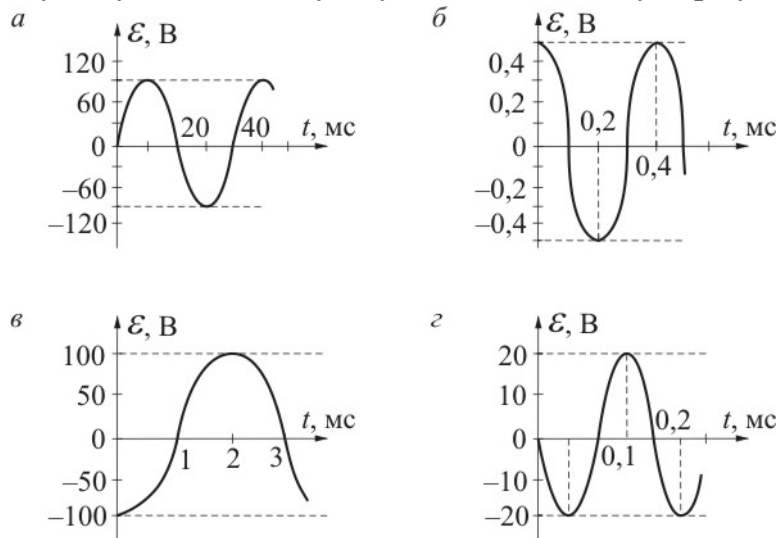 а
ℰ, В
120
60
0
–60
–120
20
40
t, мс
б
ℰ, В
0,4
0,2
0
–0,2
–0,4
0,2
0,4
t, мс
в
ℰ, В
100
50
0
–50
–100
1
2
3
t, мс
г
ℰ, В
20
10
0
–10
–20
0,1
0,2
t, мс